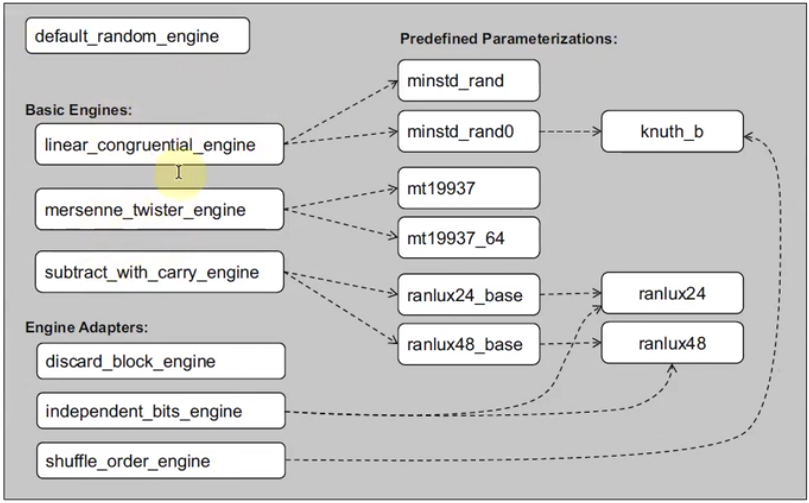 default_random_engine
Predefined Parameterizations:
minstd_rand
Basic Engines:
linear_congruential_engine
minstd_rand0
knuth_b
mersenne_twister_engine
mt19937
mt19937_64
subtract_with_carry_engine
ranlux24_base
ranlux24
Engine Adapters:
ranlux48_base
ranlux48
discard_block_engine
independent_bits_engine
shuffle_order_engine